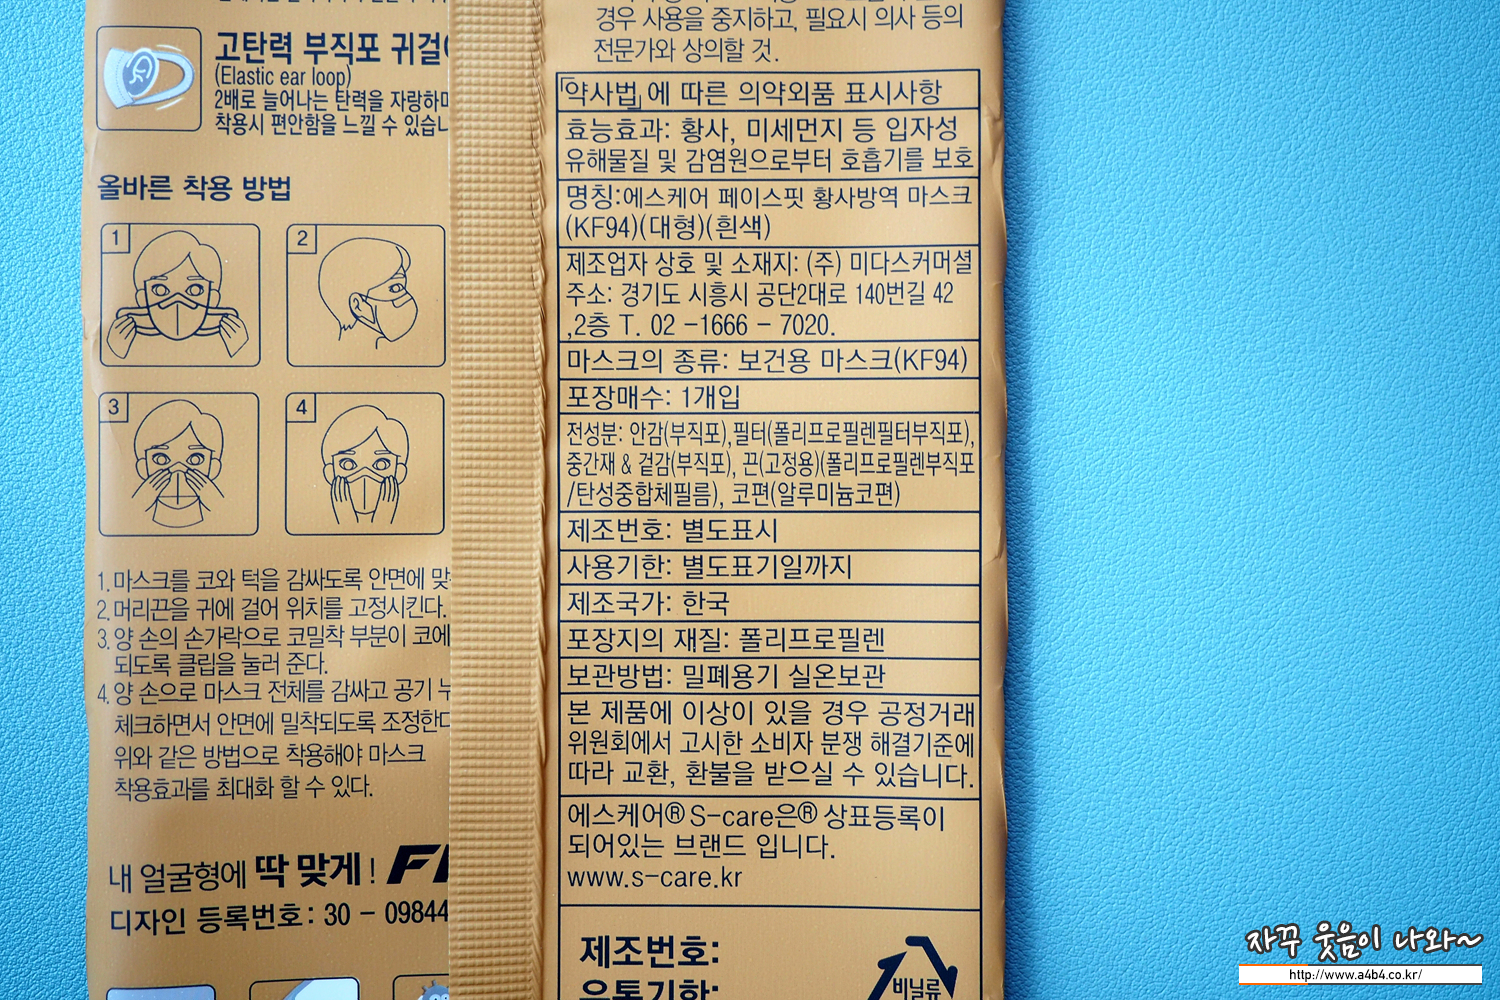 고탄력 부직포 귀걸
(Elastic ear loop)
2배로 늘어나는 탄력을 자랑하며
착용시 편안함을 느낄 수 있습니
올바른 착용 방법
1
2
3
4
1. 마스크를 코와 턱을 감싸도록 안면에 맞
2. 머리끈을 귀에 걸어 위치를 고정시킨다.
3. 양 손의 손가락으로 코밀착 부분이 코에
되도록 클립을 눌러 준다.
4. 양 손으로 마스크 전체를 감싸고 공기 누
체크하면서 안면에 밀착되도록 조정한다
위와 같은 방법으로 착용해야 마스크
착용효과를 최대화 할 수 있다.
내 얼굴형에 딱 맞게 !
디자인 등록번호: 30 - 09844
경우 사용을 중지하고, 필요시 의사 등의
전문가와 상의할 것.
「약사법」에 따른 의약외품 표시사항
효능효과: 황사, 미세먼지 등 입자성
유해물질 및 감염원으로부터 호흡기를 보호
명칭:에스케어 페이스핏 황사방역 마스크
(KF94)(대형)(흰색)
제조업자 상호 및 소재지: (주) 미다스커머셜
주소: 경기도 시흥시 공단2대로 140번길 42
,2층 T. 02 -1666 - 7020.
마스크의 종류: 보건용 마스크(KF94)
포장매수: 1개입
전성분: 안감(부직포),필터(폴리프로필렌필터부직포),
중간재 & 겉감(부직포), 끈(고정용)(폴리프로필렌부직포
/탄성중합체필름), 코편(알루미늄코편)
제조번호: 별도표시
사용기한: 별도표기일까지
제조국가: 한국
포장지의 재질: 폴리프로필렌
보관방법: 밀폐용기 실온보관
본 제품에 이상이 있을 경우 공정거래
위원회에서 고시한 소비자 분쟁 해결기준에
따라 교환, 환불을 받으실 수 있습니다.
에스케어® S-care은® 상표등록이
되어있는 브랜드 입니다.
www.s-care.kr
제조번호:
유통기한:
비닐류
자꾸 웃음이 나와~
http://www.a4b4.co.kr/